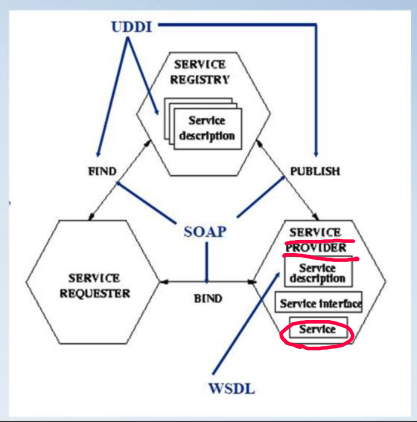 UDDI
SERVICE
REGISTRY
Service
description
FIND
PUBLISH
SOAP
SERVICE
REQUESTER
BIND
SERVICE
PROVIDER
Service
description
Service interface
Service
WSDL